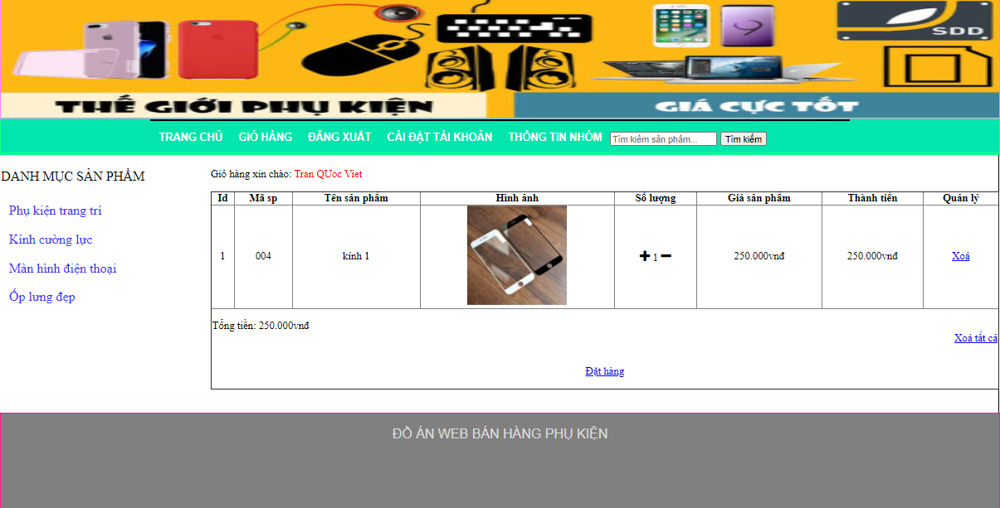 SDD
THẾ GIỚI PHỤ KIỆN GIÁ CỰC TỐT
TRANG CHỦ GIỎ HÀNG ĐĂNG XUẤT CÀI ĐẶT TÀI KHOẢN THÔNG TIN NHÓM Tìm kiếm sản phẩm... Tìm kiếm
DANH MỤC SẢN PHẨM
Phụ kiện trang trí
Kính cường lực
Màn hình điện thoại
Ốp lưng đẹp
Giỏ hàng xin chào: Tran QUoc Viet
Id Mã sp Tên sản phẩm Hình ảnh Số lượng Giá sản phẩm Thành tiền Quản lý
1 004 kính 1 + 1 − 250.000vnđ 250.000vnđ Xoá
Tổng tiền: 250.000vnđ
Xoá tất cả
Đặt hàng
ĐỒ ÁN WEB BÁN HÀNG PHỤ KIỆN